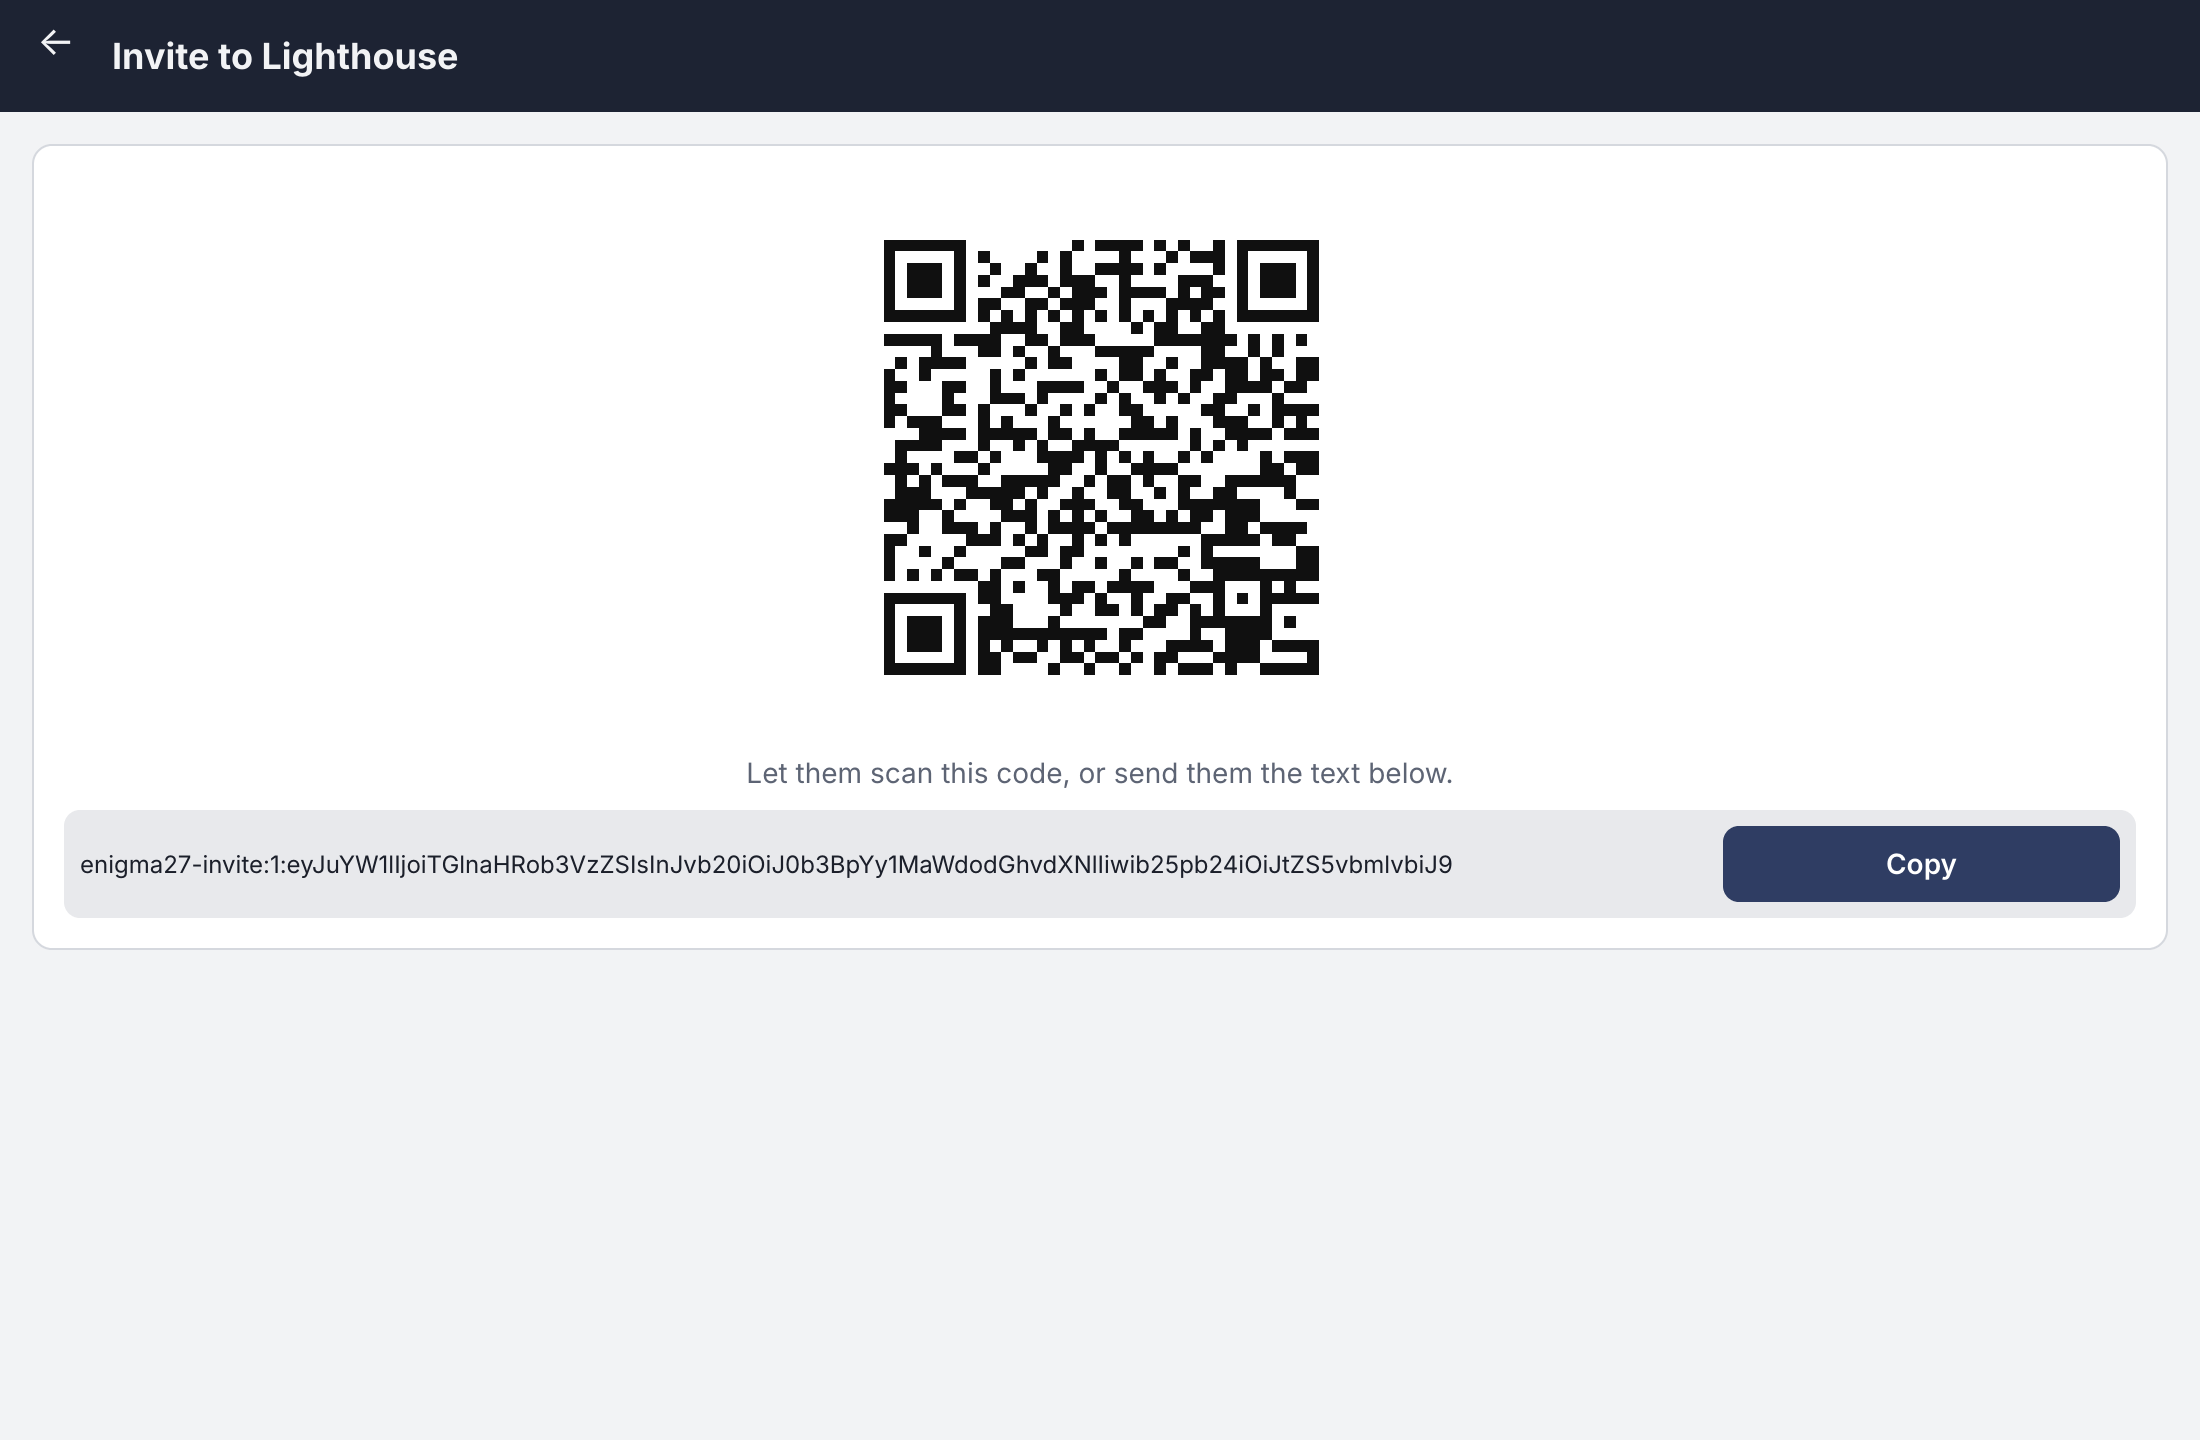 Invite to Lighthouse
Let them scan this code, or send them the text below.
enigma27-invite:1:eyJuYW1lIjoiTGlnaHRob3VzZSIsInJvb20iOiJ0b3BpYy1MaWdodGhvdXNlIiwib25pb24iOiJtZS5vbmlvbiJ9
Copy